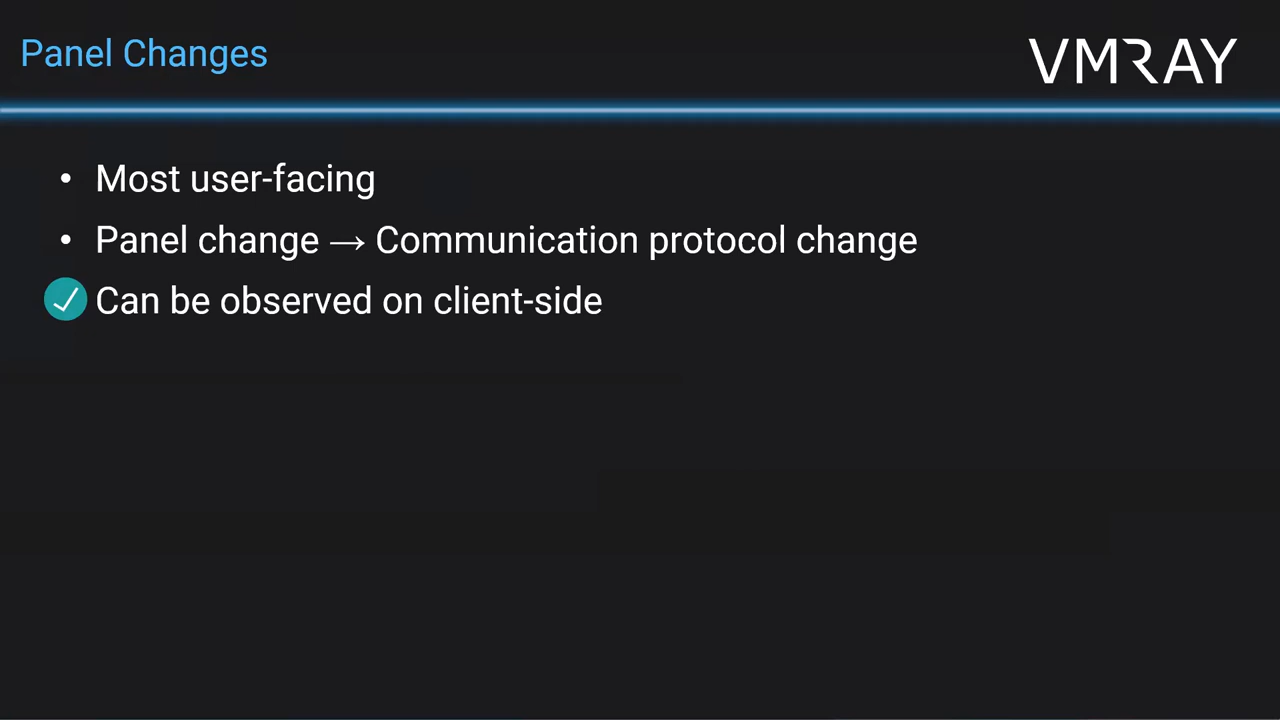 Panel Changes
VMRAY
• Most user-facing
• Panel change → Communication protocol change
Can be observed on client-side